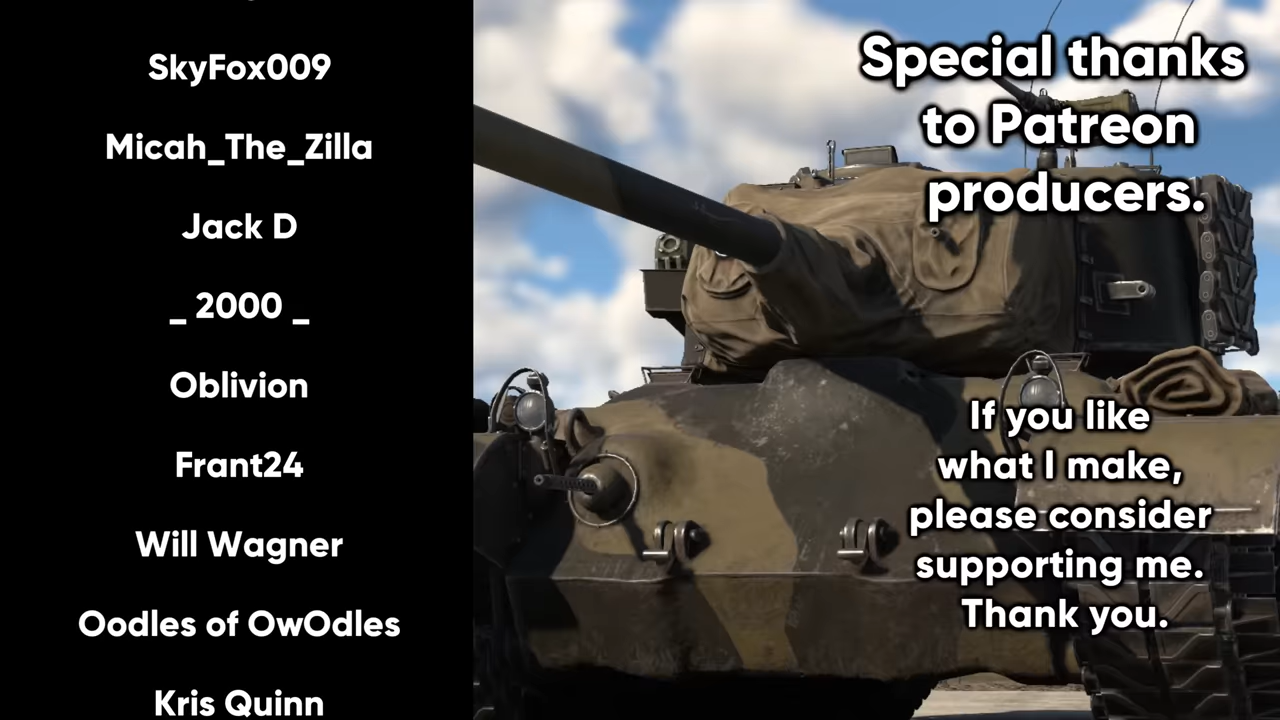 SkyFox009
Micah_The_Zilla
Jack D
_ 2000 _
Oblivion
Frant24
Will Wagner
Oodles of OwOdles
Kris Quinn
Special thanks
to Patreon
producers.
If you like
what I make,
please consider
supporting me.
Thank you.